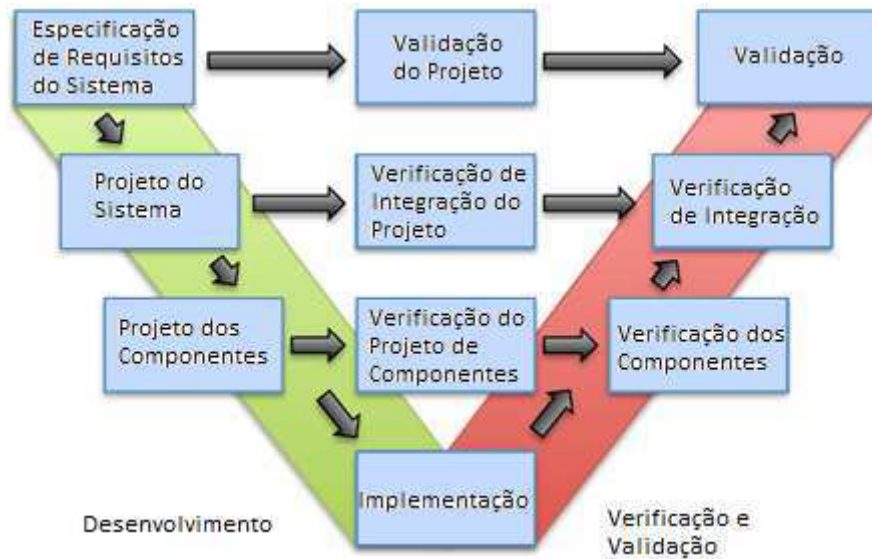 Especificação
de Requisitos
do Sistema
Validação
do Projeto
Validação
Projeto do
Sistema
Verificação de
Integração do
Projeto
Verificação
de Integração
Projeto dos
Componentes
Verificação do
Projeto de
Componentes
Verificação dos
Componentes
Implementação
Desenvolvimento
Verificação e
Validação